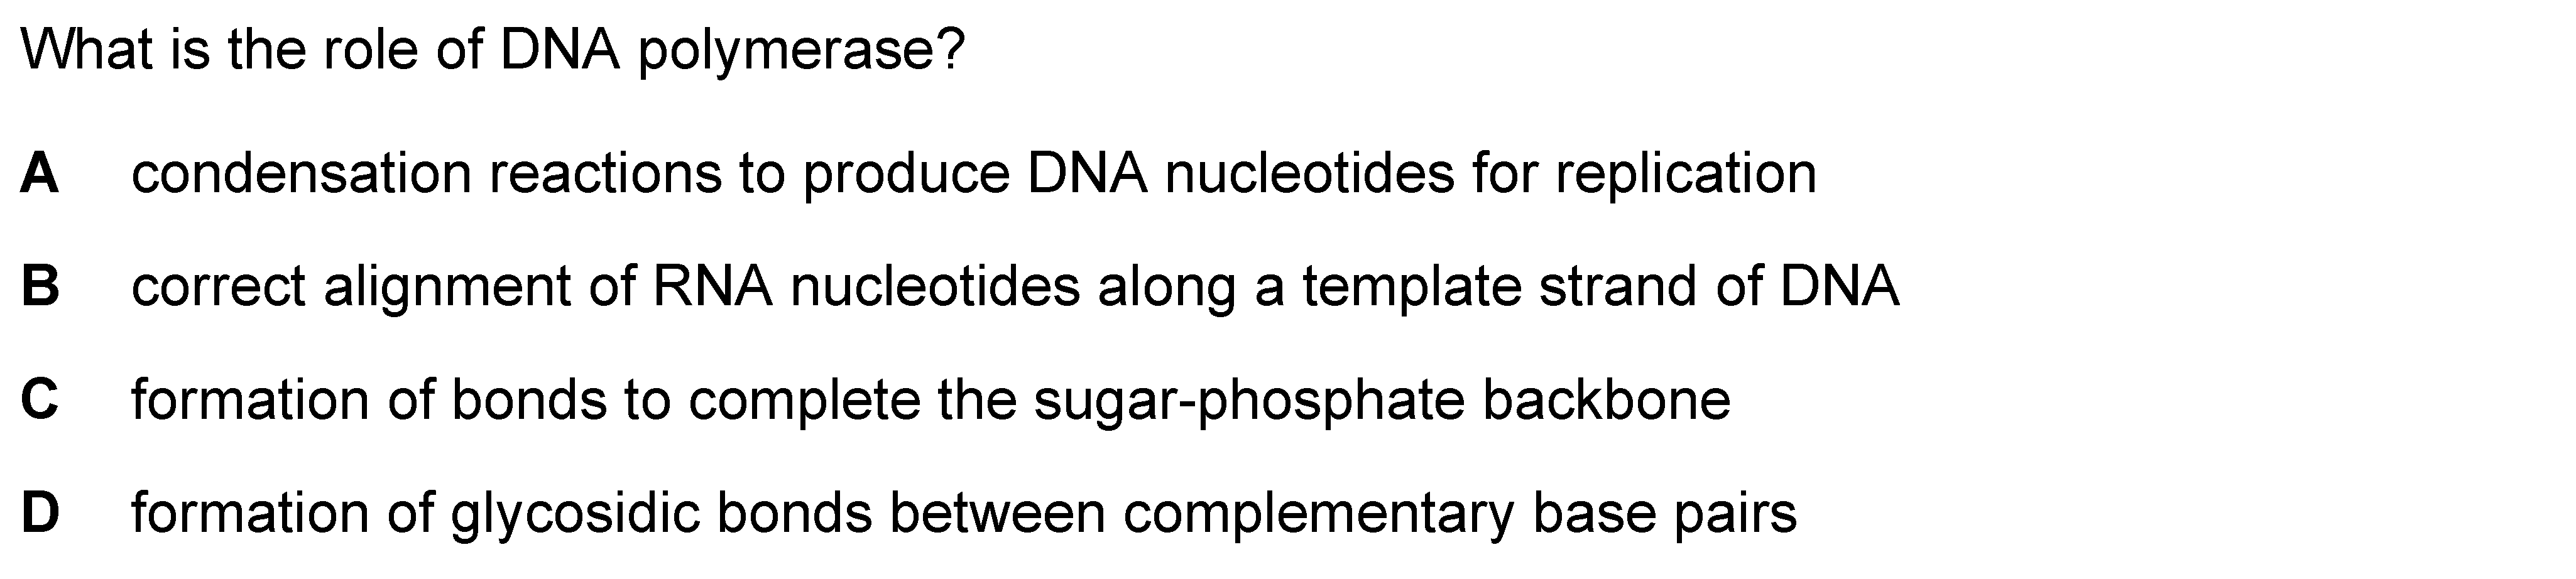 What is the role of DNA polymerase?
A condensation reactions to produce DNA nucleotides for replication
B correct alignment of RNA nucleotides along a template strand of DNA
C formation of bonds to complete the sugar-phosphate backbone
D formation of glycosidic bonds between complementary base pairs